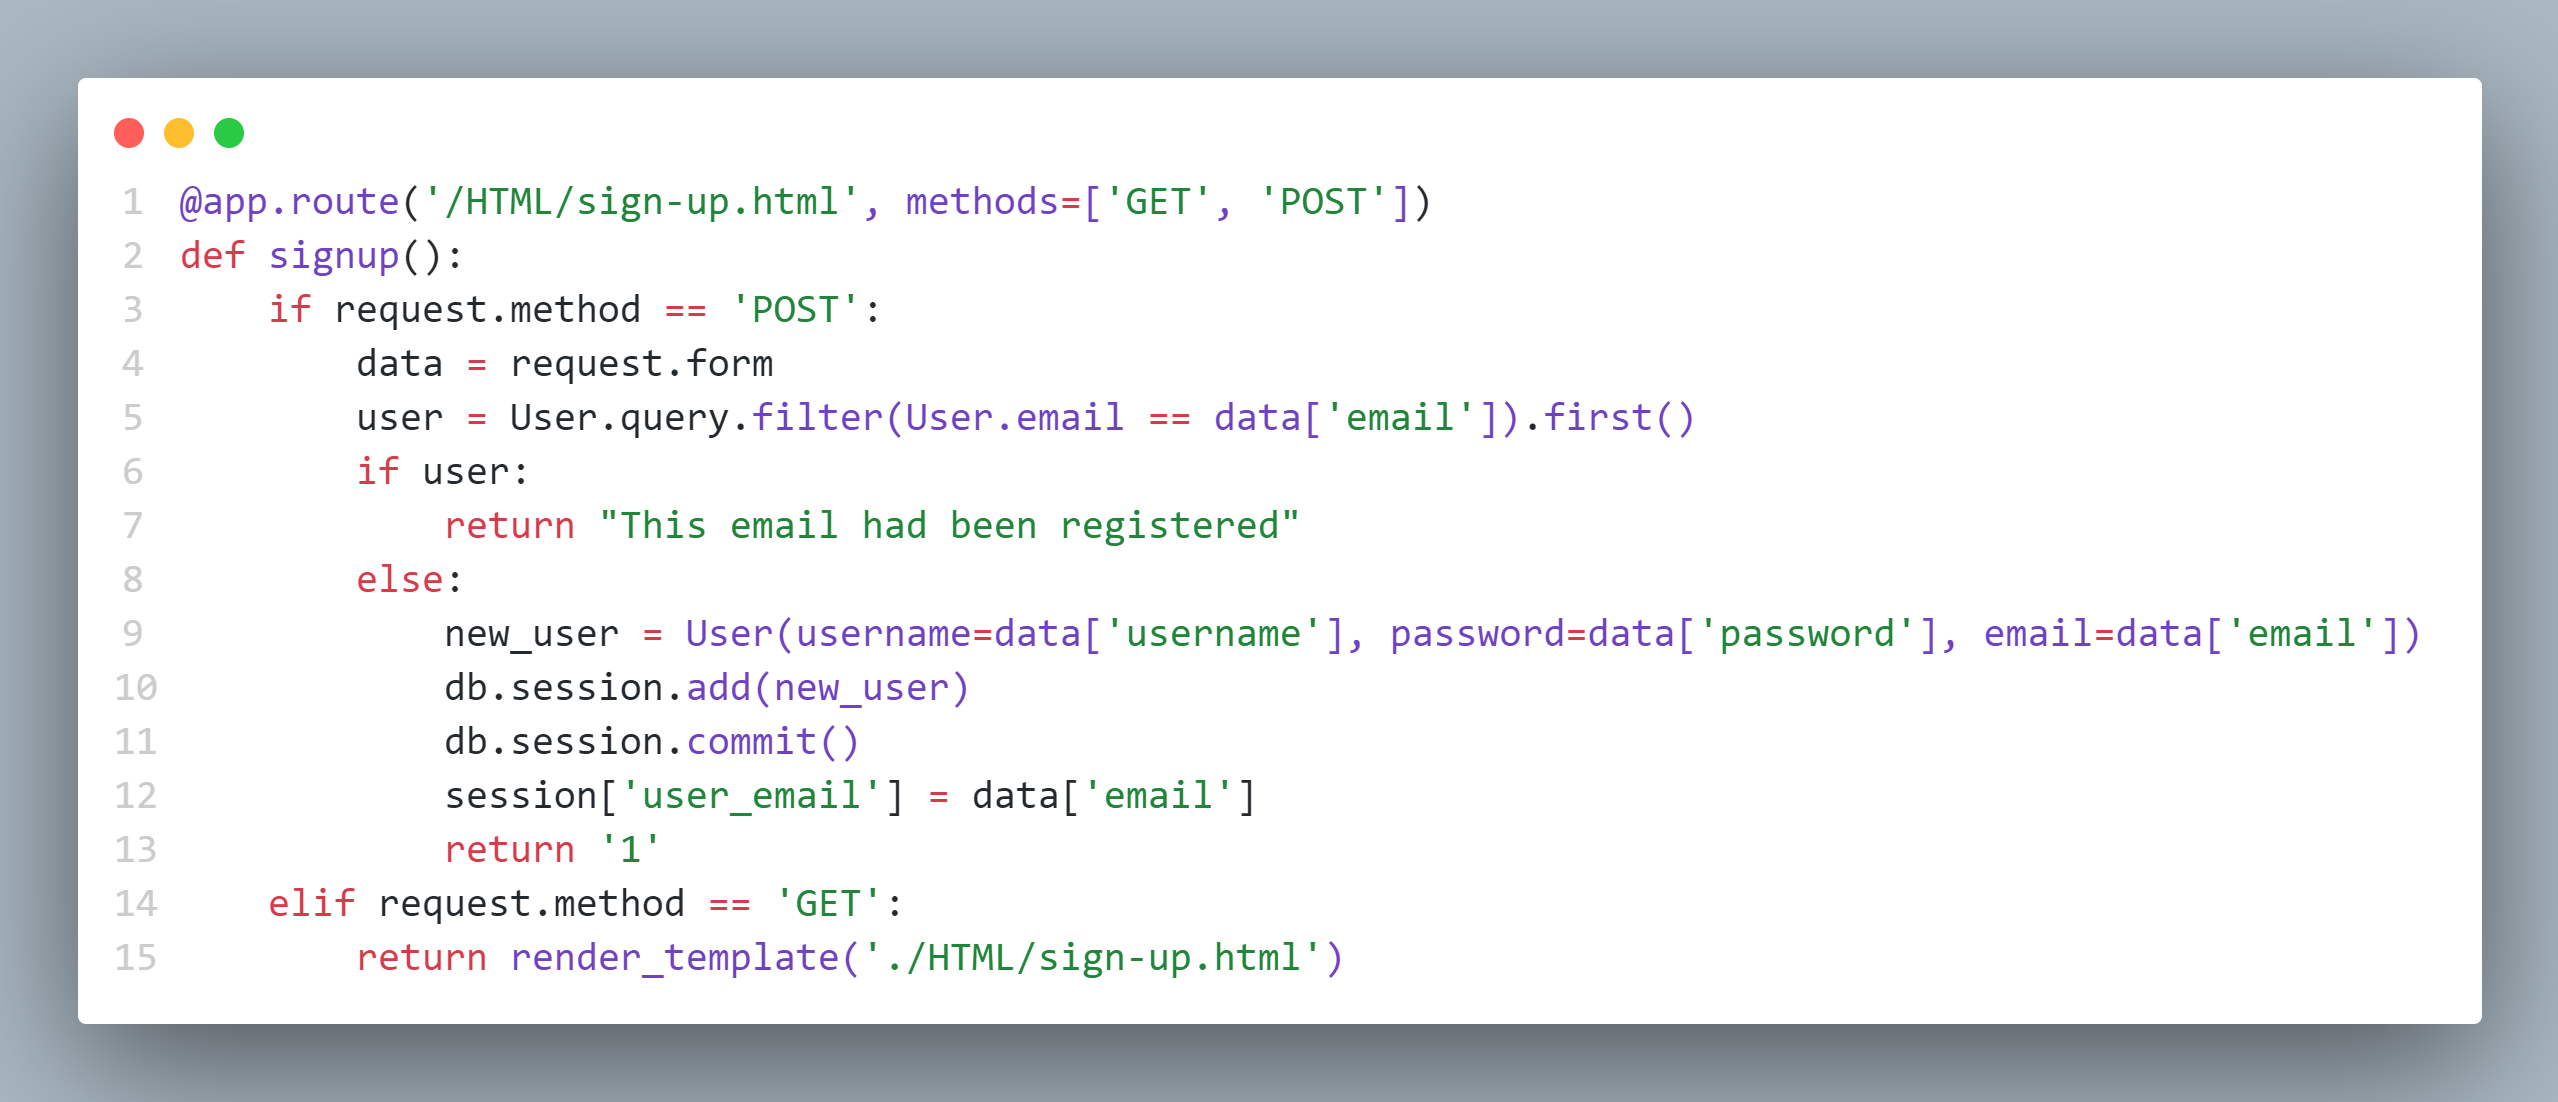 1 @app.route('/HTML/sign-up.html', methods=['GET', 'POST'])
2 def signup():
3     if request.method == 'POST':
4         data = request.form
5         user = User.query.filter(User.email == data['email']).first()
6         if user:
7             return "This email had been registered"
8         else:
9             new_user = User(username=data['username'], password=data['password'], email=data['email'])
10             db.session.add(new_user)
11             db.session.commit()
12             session['user_email'] = data['email']
13             return '1'
14     elif request.method == 'GET':
15         return render_template('./HTML/sign-up.html')